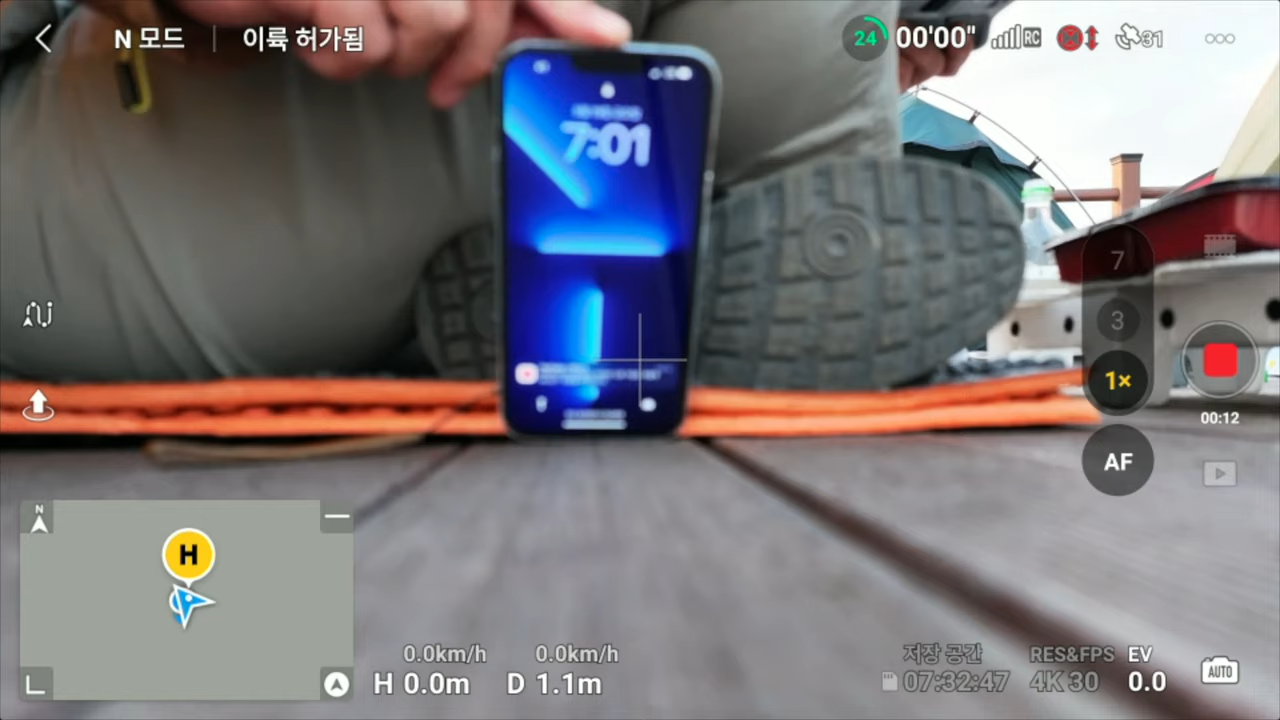 N 모드 | 이륙 허가됨
24 00'00" RC 31
7:01
7
3
1×
00:12
AF
N
H
0.0km/h 0.0km/h
H 0.0m D 1.1m
저장 공간 RES&FPS EV
07:32:47 4K 30 0.0
AUTO